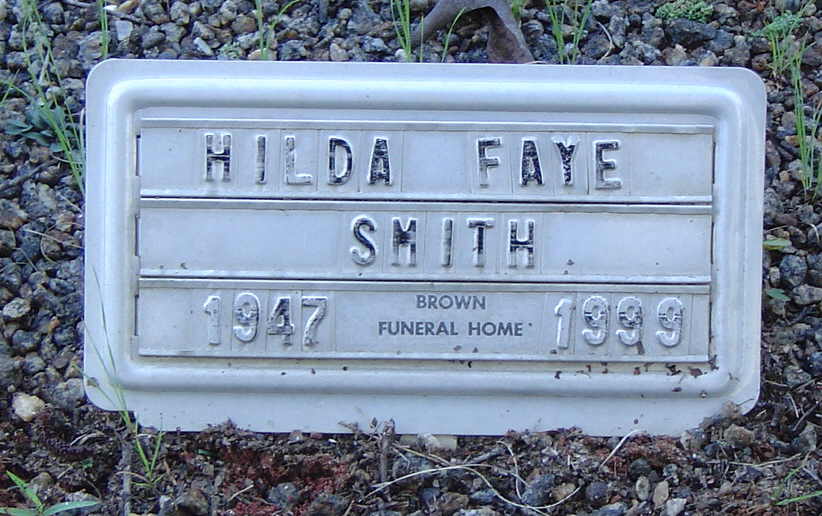 HILDA FAYE
SMITH
1947 BROWN FUNERAL HOME 1999